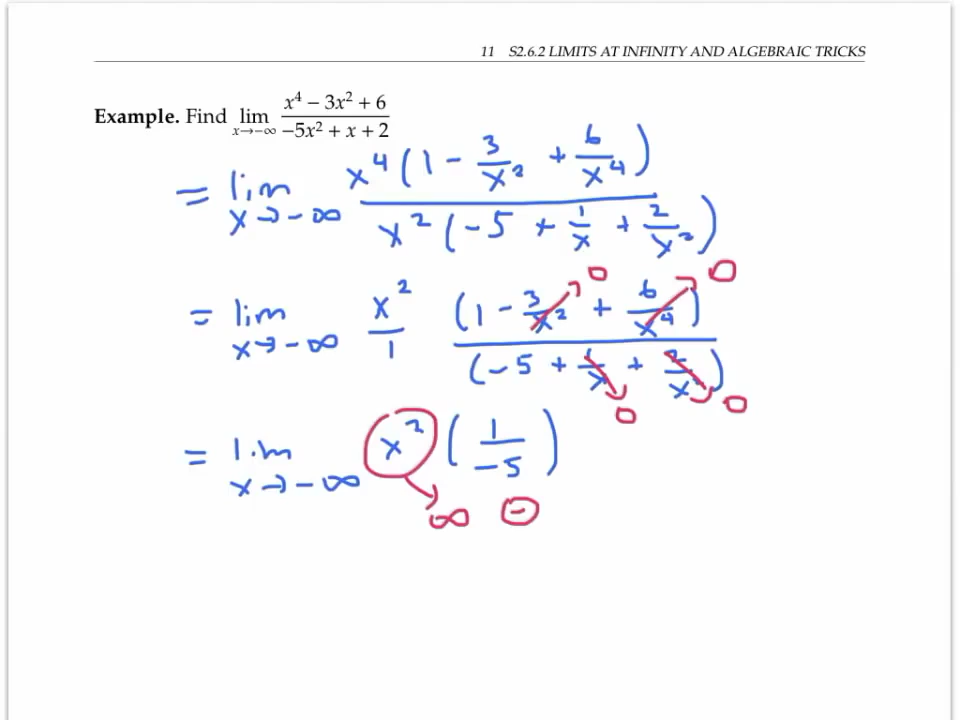 11 S2.6.2 LIMITS AT INFINITY AND ALGEBRAIC TRICKS
Example. Find lim x→−∞ (x⁴ − 3x² + 6)/(−5x² + x + 2)
= lim x→−∞ x⁴(1 − 3/x² + 6/x⁴) / x²(−5 + 1/x + 2/x²)
= lim x→−∞ x²/1 (1 − 3/x² + 6/x⁴)/(−5 + 1/x + 2/x²) 0 0 0 0
= lim x→−∞ x² (1/−5)
∞ −